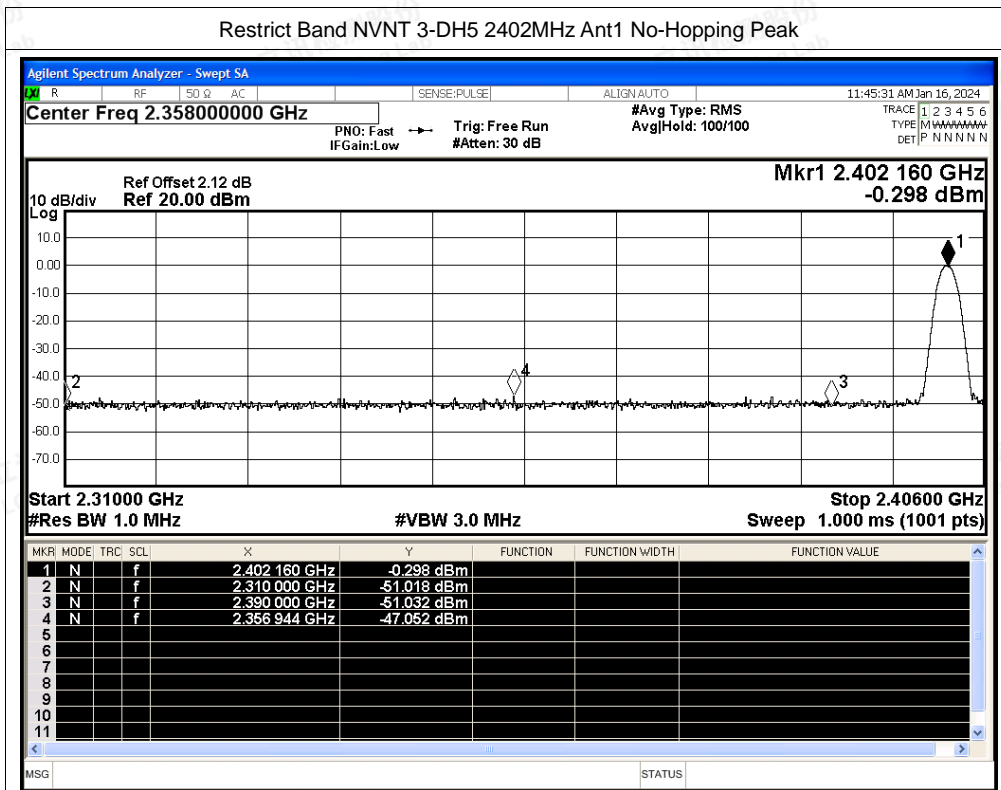 Restrict Band NVNT 3-DH5 2402MHz Ant1 No-Hopping Peak
Agilent Spectrum Analyzer - Swept SA
LXI R RF 50 Ω AC SENSE:PULSE ALIGN AUTO 11:45:31 AM Jan 16, 2024
Center Freq 2.358000000 GHz
PNO: Fast
IFGain:Low
Trig: Free Run
#Atten: 30 dB
#Avg Type: RMS
Avg|Hold: 100/100
TRACE 1 2 3 4 5 6
TYPE M
DET P N N N N N
Mkr1 2.402 160 GHz
-0.298 dBm
Ref Offset 2.12 dB
10 dB/div Ref 20.00 dBm
Log
10.0
0.00
-10.0
-20.0
-30.0
-40.0
-50.0
-60.0
-70.0
1
2
4
3
Start 2.31000 GHz Stop 2.40600 GHz
#Res BW 1.0 MHz #VBW 3.0 MHz Sweep 1.000 ms (1001 pts)
MKR MODE TRC SCL X Y FUNCTION FUNCTION WIDTH FUNCTION VALUE
1 N f 2.402 160 GHz -0.298 dBm
2 N f 2.310 000 GHz -51.018 dBm
3 N f 2.390 000 GHz -51.032 dBm
4 N f 2.356 944 GHz -47.052 dBm
5
6
7
8
9
10
11
MSG STATUS